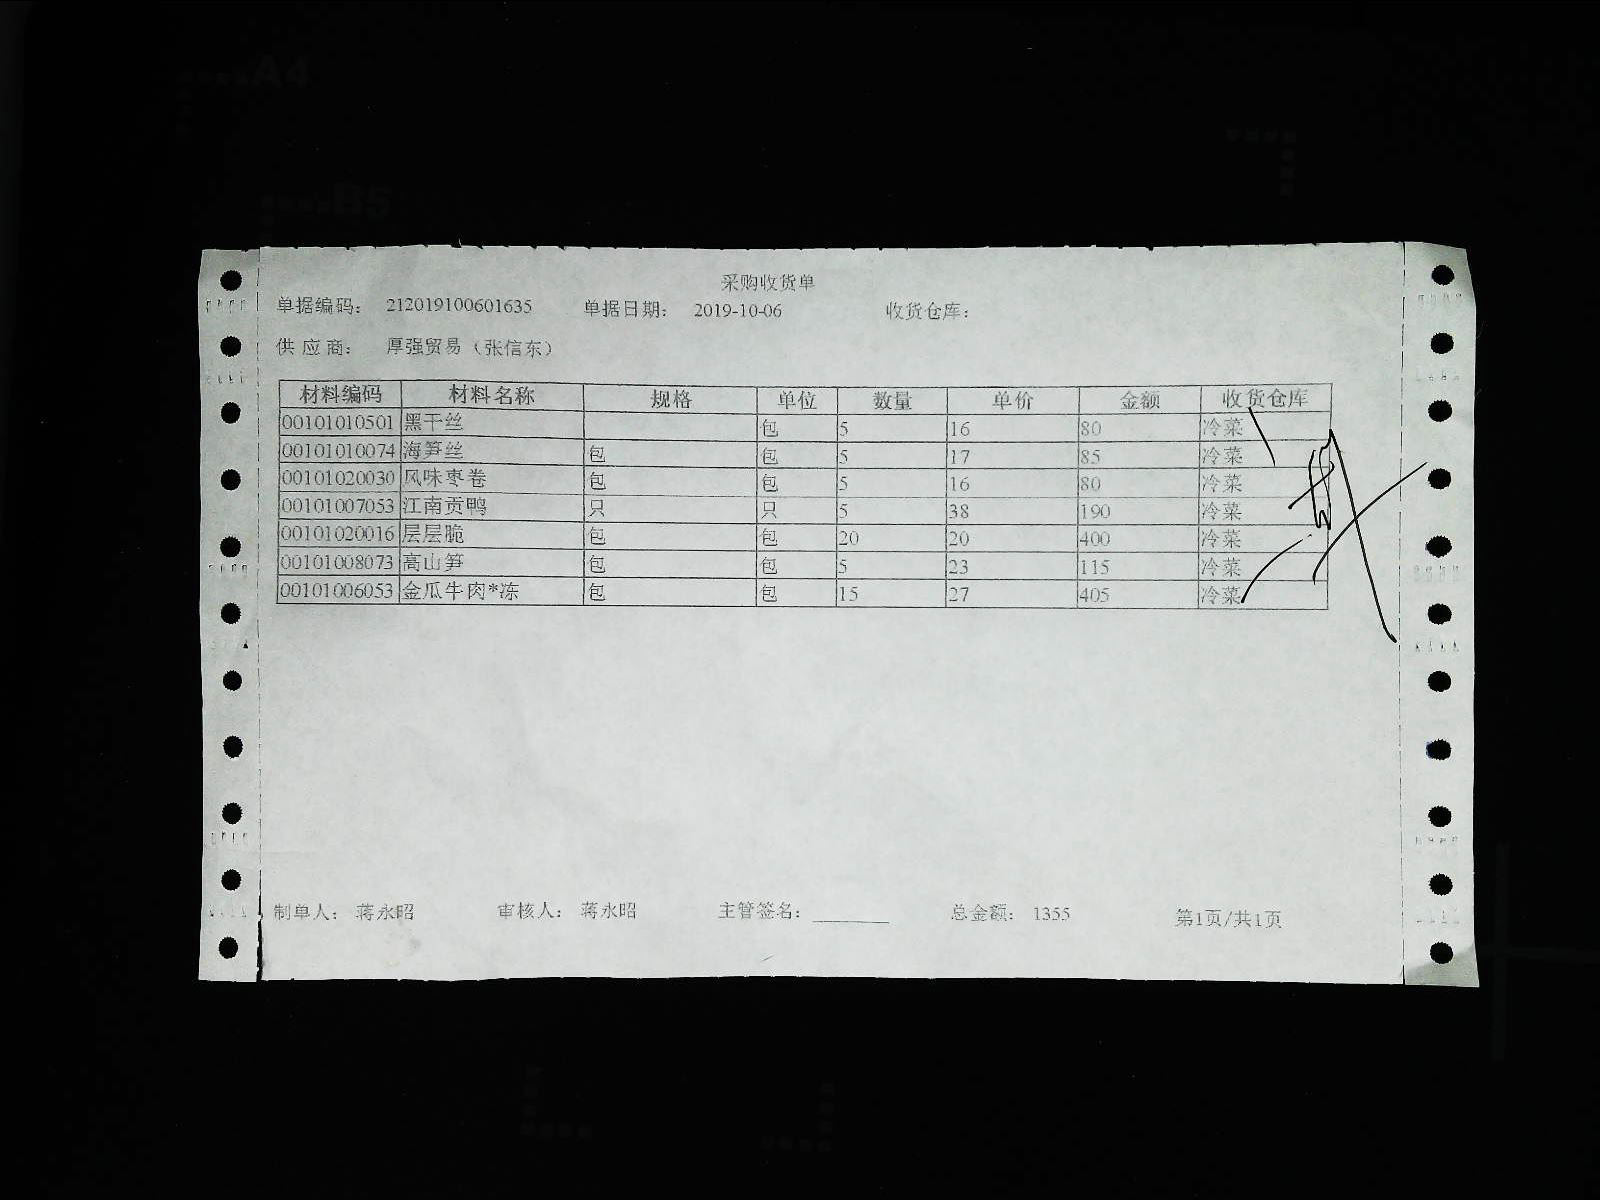 A4
B5
采购收货单
单据编码： 212019100601635 单据日期： 2019-10-06 收货仓库：
供应商： 厚强贸易（张信东）
材料编码 材料名称 规格 单位 数量 单价 金额 收货仓库
00101010501 黑干丝 包 5 16 80 冷菜
00101010074 海笋丝 包 包 5 17 85 冷菜
00101020030 风味枣卷 包 包 5 16 80 冷菜
00101007053 江南贡鸭 只 只 5 38 190 冷菜
00101020016 层层脆 包 包 20 20 400 冷菜
00101008073 高山笋 包 包 5 23 115 冷菜
00101006053 金瓜牛肉*冻 包 包 15 27 405 冷菜
制单人： 蒋永昭 审核人： 蒋永昭 主管签名： 总金额： 1355 第1页/共1页